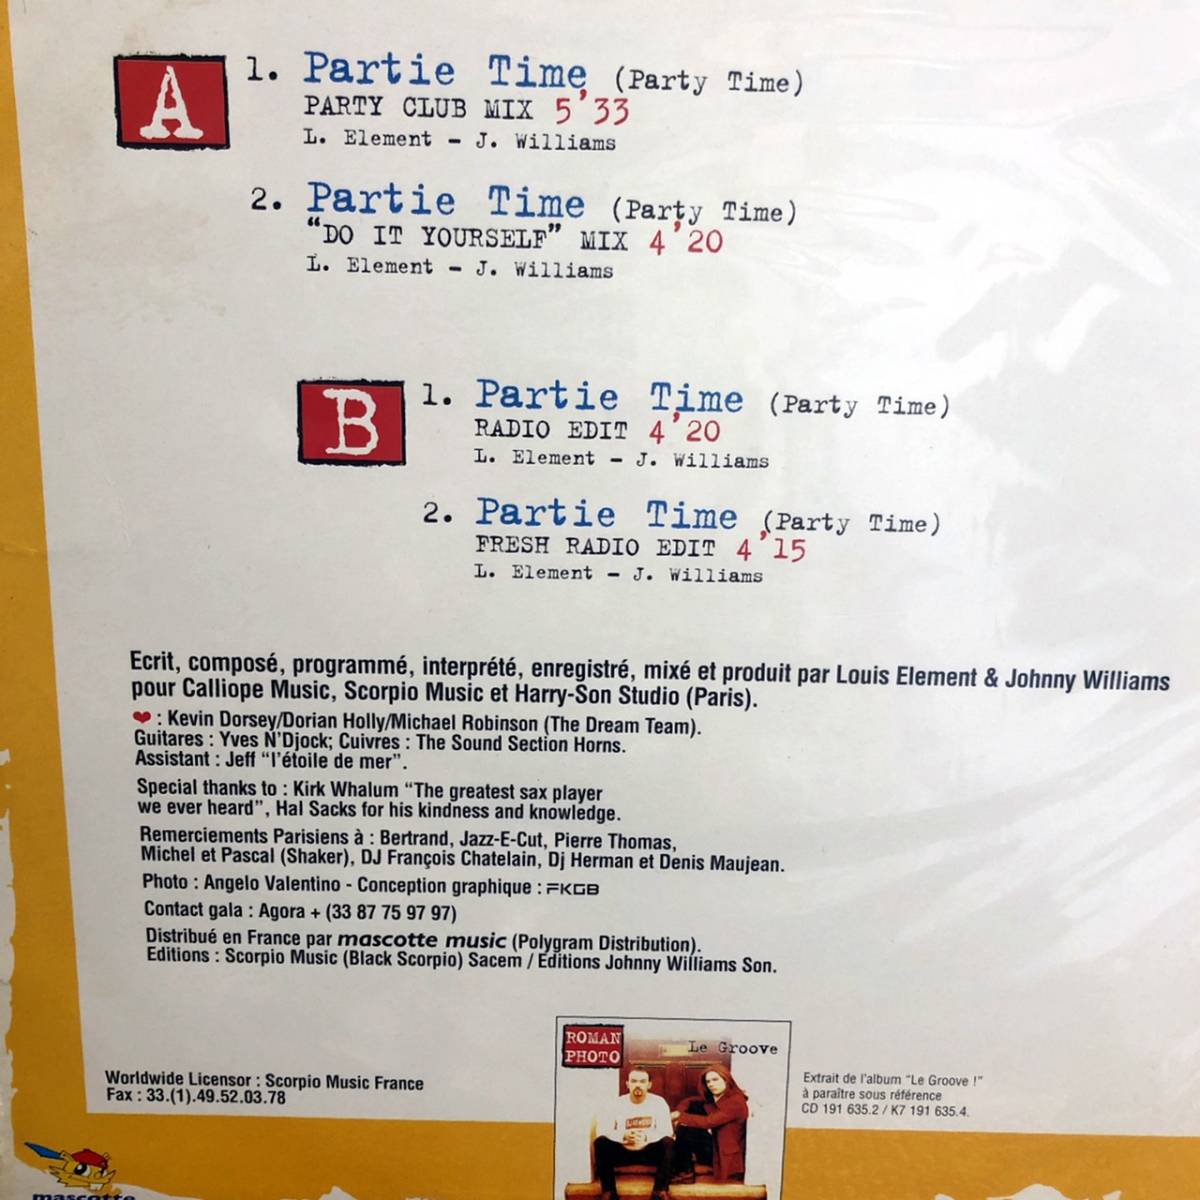 A
1. Partie Time (Party Time)
PARTY CLUB MIX 5'33
L. Element - J. Williams
2. Partie Time (Party Time)
"DO IT YOURSELF" MIX 4'20
L. Element - J. Williams
B
1. Partie Time (Party Time)
RADIO EDIT 4'20
L. Element - J. Williams
2. Partie Time (Party Time)
FRESH RADIO EDIT 4'15
L. Element - J. Williams
Ecrit, composé, programmé, interprété, enregistré, mixé et produit par Louis Element & Johnny Williams
pour Calliope Music, Scorpio Music et Harry-Son Studio (Paris).
❤ : Kevin Dorsey/Dorian Holly/Michael Robinson (The Dream Team).
Guitares : Yves N'Djock; Cuivres : The Sound Section Horns.
Assistant : Jeff "l'étoile de mer".
Special thanks to : Kirk Whalum "The greatest sax player
we ever heard", Hal Sacks for his kindness and knowledge.
Remerciements Parisiens à : Bertrand, Jazz-E-Cut, Pierre Thomas,
Michel et Pascal (Shaker), DJ François Chatelain, Dj Herman et Denis Maujean.
Photo : Angelo Valentino - Conception graphique : FKGB
Contact gala : Agora + (33 87 75 97 97)
Distribué en France par mascotte music (Polygram Distribution).
Editions : Scorpio Music (Black Scorpio) Sacem / Editions Johnny Williams Son.
Worldwide Licensor : Scorpio Music France
Fax : 33.(1).49.52.03.78
ROMAN
PHOTO
Le Groove
Extrait de l'album "Le Groove !"
à paraître sous référence
CD 191 635.2 / K7 191 635.4.
mascotte